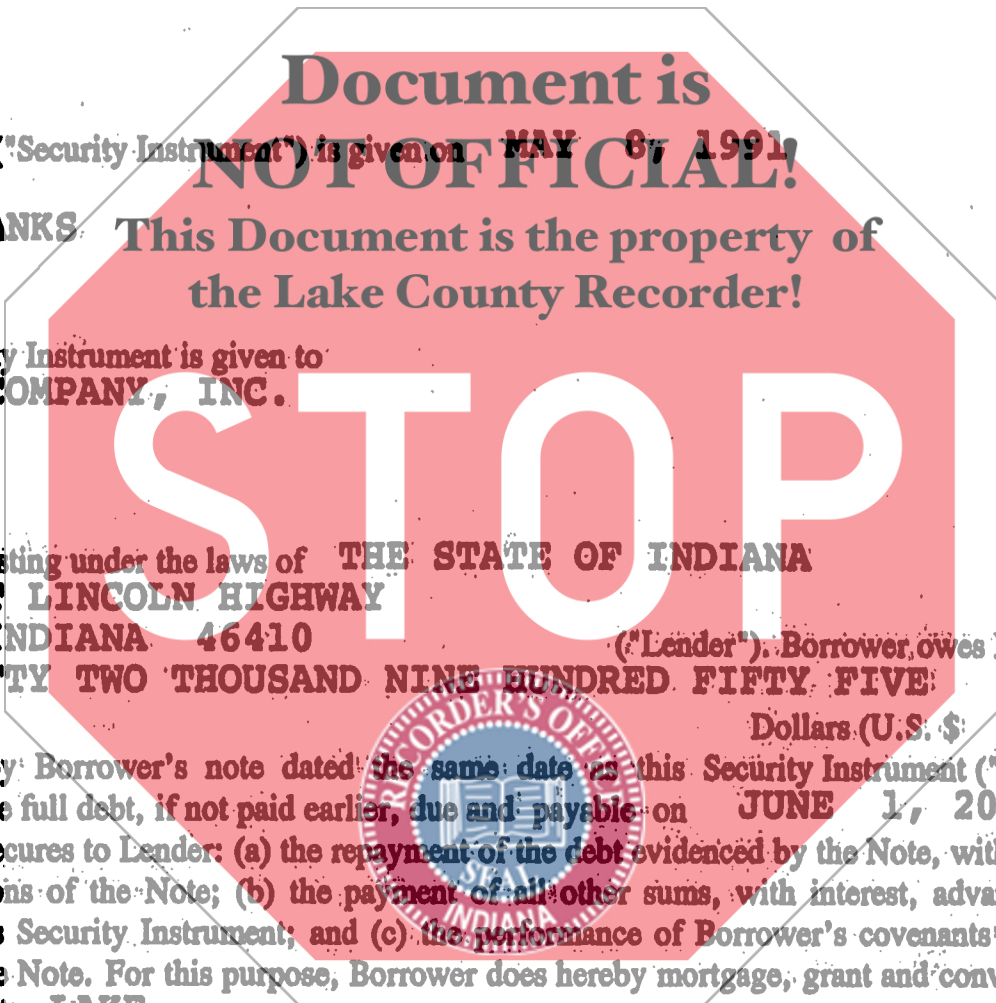 Document is
("Security Instrument") is given on MAY 8, 1991
NOT OFFICIAL!
ANKS
This Document is the property of
the Lake County Recorder!
y Instrument is given to
COMPANY, INC.
STOP
sting under the laws of THE STATE OF INDIANA
LINCOLN HIGHWAY
INDIANA 46410 ("Lender"). Borrower owes
TY TWO THOUSAND NINE HUNDRED FIFTY FIVE
Dollars (U.S. $
RECORDER'S OFFICE
y Borrower's note dated the same date as this Security Instrument ("
e full debt, if not paid earlier, due and payable on JUNE 1, 20
cures to Lender: (a) the repayment of the debt evidenced by the Note, with
SEAL
ns of the Note; (b) the payment of all other sums, with interest, adva
INDIANA
s Security Instrument; and (c) the performance of Borrower's covenants
e Note. For this purpose, Borrower does hereby mortgage, grant and conv
LAKE